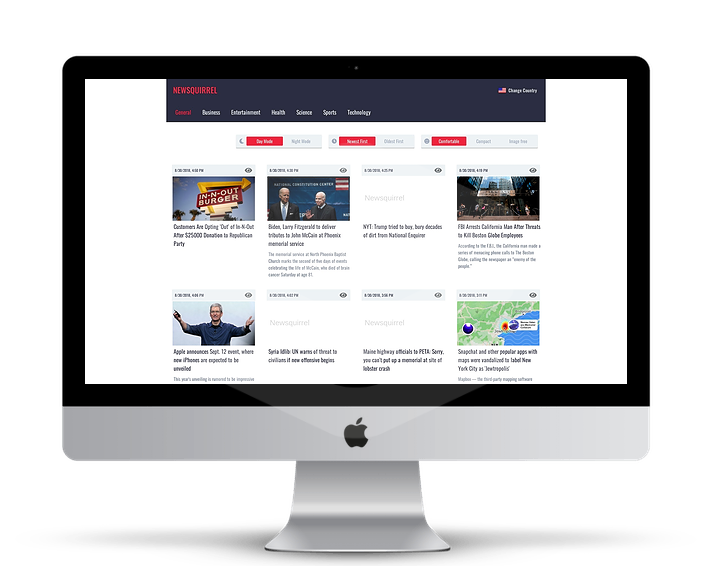 NEWSQUIRREL
Change Country
General Business Entertainment Health Science Sports Technology
Day Mode Night Mode Newest First Oldest First Comfortable Compact Image free
8/30/2018, 4:50 PM
IN-N-OUT
BURGER
Customers Are Opting 'Out' of In-N-Out
After $25000 Donation to Republican
Party
NATIONAL CONSTITUTION CENTER
Biden, Larry Fitzgerald to deliver
tributes to John McCain at Phoenix
memorial service
The memorial service at North Phoenix Baptist
Church marks the second of five days of events
celebrating the life of McCain, who died of brain
cancer Saturday at age 81.
8/30/2018, 4:25 PM
Newsquirrel
NYT: Trump tried to buy, bury decades
of dirt from National Enquirer
8/30/2018, 4:19 PM
FBI Arrests California Man After Threats
to Kill Boston Globe Employees
According to the F.B.I., the California man made a
series of menacing phone calls to The Boston
Globe, calling the newspaper an "enemy of the
people."
8/30/2018, 4:06 PM
Apple announces Sept. 12 event, where
new iPhones are expected to be
unveiled
This year's unveiling is rumored to be impressive
8/30/2018, 4:03 PM
Newsquirrel
Syria Idlib: UN warns of threat to
civilians if new offensive begins
8/30/2018, 3:56 PM
Newsquirrel
Maine highway officials to PETA: Sorry,
you can't put up a memorial at site of
lobster crash
8/30/2018, 3:11 PM
Snapchat and other popular apps with
maps were vandalized to label New
York City as 'Jewtropolis'
Mapbox — the third-party mapping software